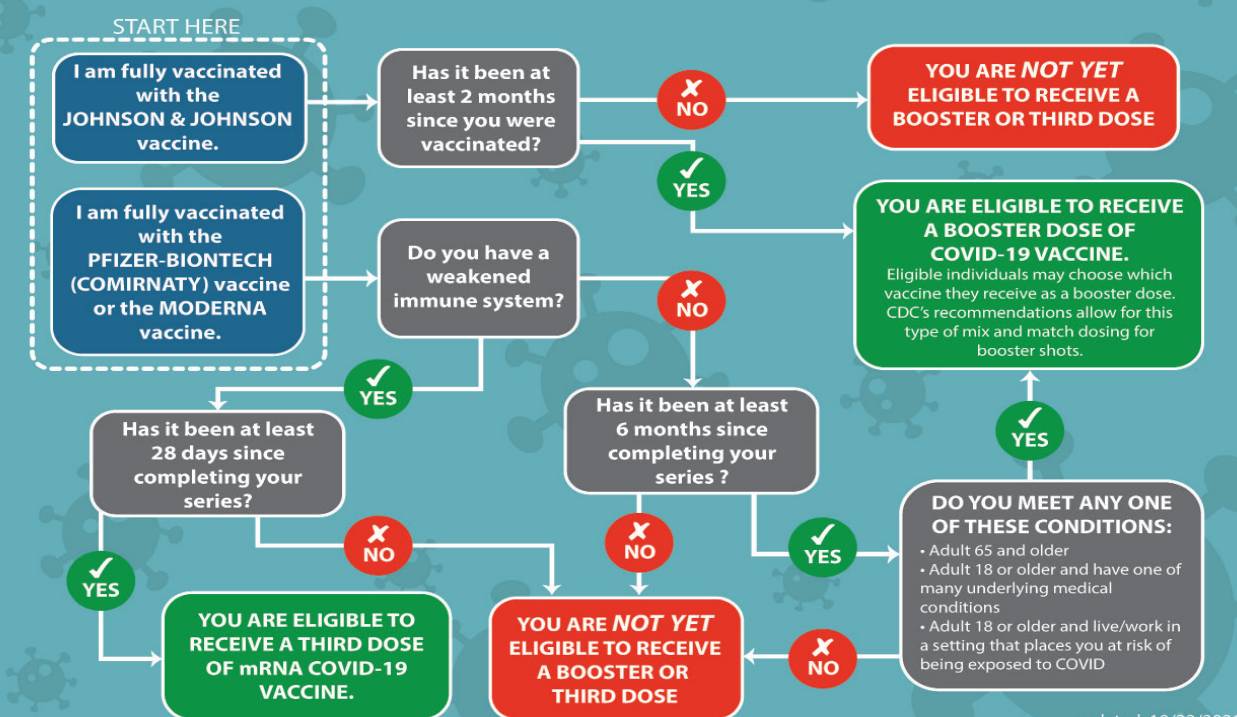 START HERE
I am fully vaccinated
with the
JOHNSON & JOHNSON
vaccine.
Has it been at
least 2 months
since you were
vaccinated?
✗
NO
YOU ARE NOT YET
ELIGIBLE TO RECEIVE A
BOOSTER OR THIRD DOSE
✓
YES
I am fully vaccinated
with the
PFIZER-BIONTECH
(COMIRNATY) vaccine
or the MODERNA
vaccine.
Do you have a
weakened
immune system?
✗
NO
YOU ARE ELIGIBLE TO RECEIVE
A BOOSTER DOSE OF
COVID-19 VACCINE.
Eligible individuals may choose which
vaccine they receive as a booster dose.
CDC's recommendations allow for this
type of mix and match dosing for
booster shots.
✓
YES
Has it been at least
28 days since
completing your
series?
Has it been at least
6 months since
completing your
series ?
✓
YES
✓
YES
✗
NO
✗
NO
✓
YES
DO YOU MEET ANY ONE
OF THESE CONDITIONS:
• Adult 65 and older
• Adult 18 or older and have one of
many underlying medical
conditions
• Adult 18 or older and live/work in
a setting that places you at risk of
being exposed to COVID
YOU ARE ELIGIBLE TO
RECEIVE A THIRD DOSE
OF mRNA COVID-19
VACCINE.
YOU ARE NOT YET
ELIGIBLE TO RECEIVE
A BOOSTER OR
THIRD DOSE
✗
NO